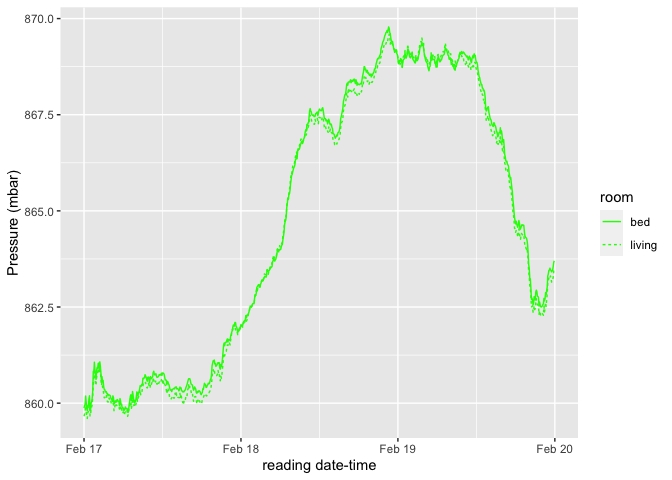 870.0
867.5
865.0
862.5
860.0
Pressure (mbar)
Feb 17
Feb 18
Feb 19
Feb 20
reading date-time
room
bed
living